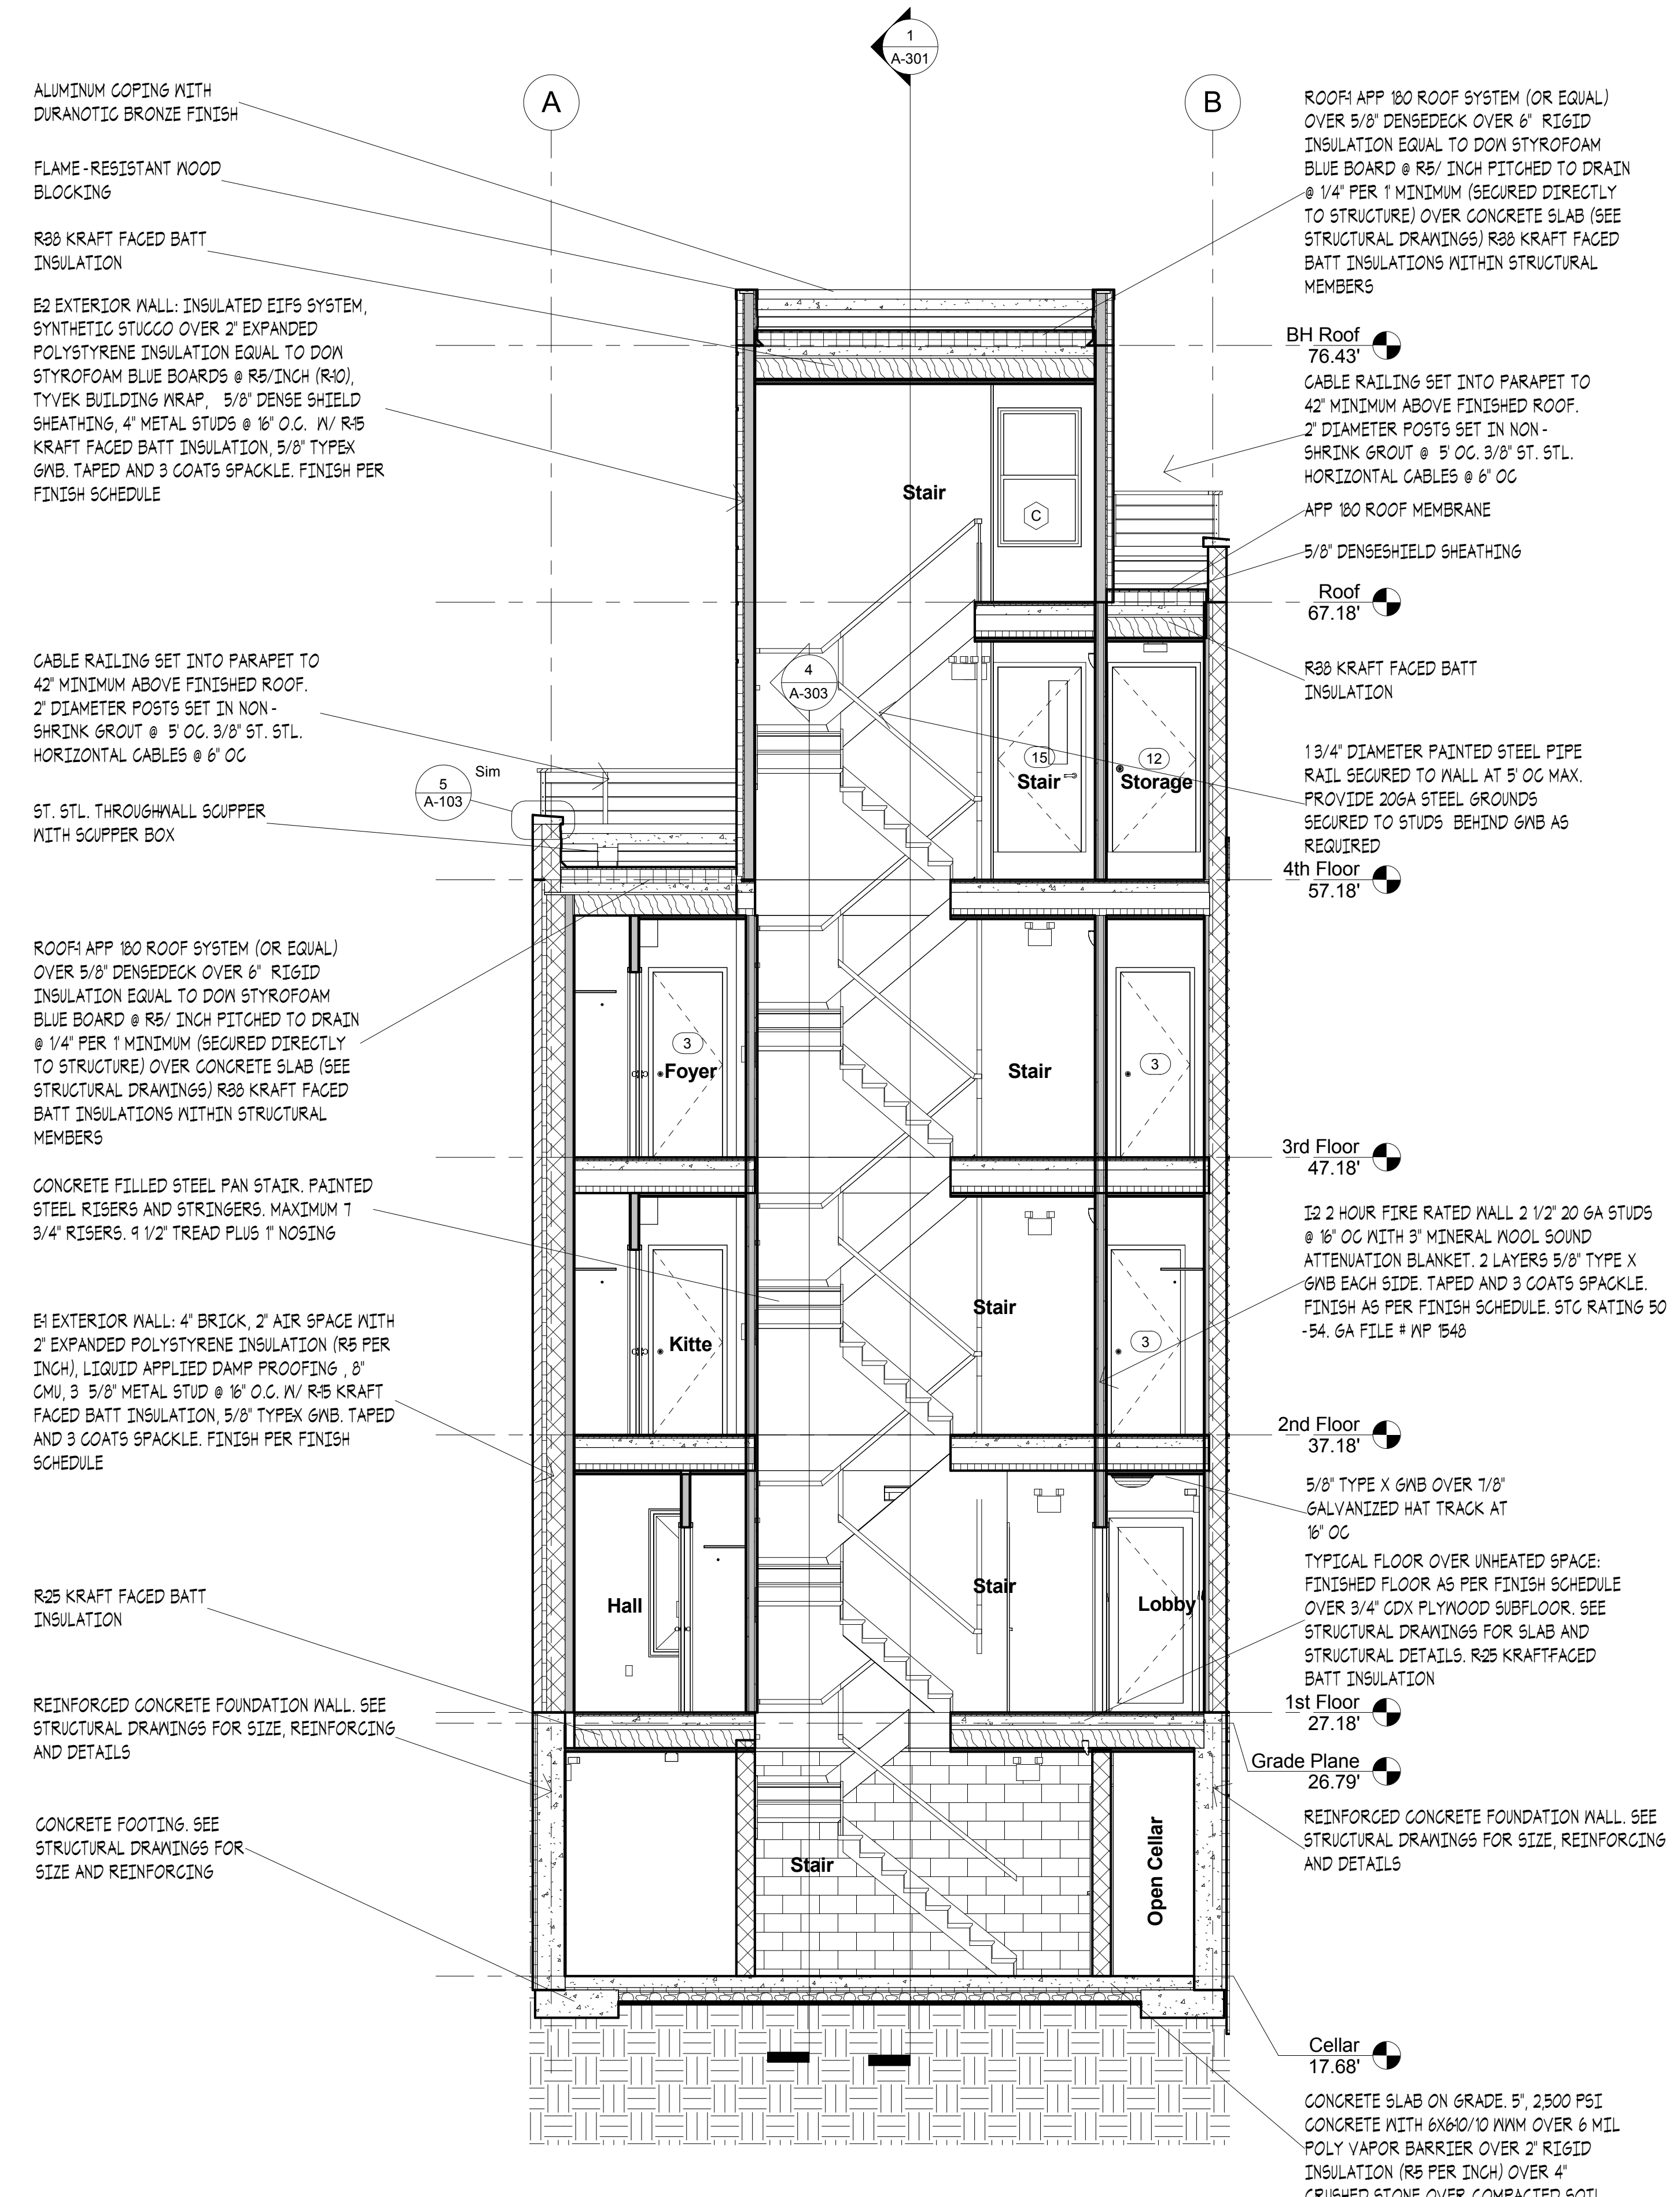 1
A-301
A
B
ALUMINUM COPING WITH
DURANOTIC BRONZE FINISH
FLAME-RESISTANT WOOD
BLOCKING
R-38 KRAFT FACED BATT
INSULATION
E-2 EXTERIOR WALL: INSULATED EIFS SYSTEM,
SYNTHETIC STUCCO OVER 2" EXPANDED
POLYSTYRENE INSULATION EQUAL TO DOW
STYROFOAM BLUE BOARDS @ R-5/INCH (R-10),
TYVEK BUILDING WRAP, 5/8" DENSE SHIELD
SHEATHING, 4" METAL STUDS @ 16" O.C. W/ R-15
KRAFT FACED BATT INSULATION, 5/8" TYPE-X
GWB. TAPED AND 3 COATS SPACKLE. FINISH PER
FINISH SCHEDULE
CABLE RAILING SET INTO PARAPET TO
42" MINIMUM ABOVE FINISHED ROOF.
2" DIAMETER POSTS SET IN NON-
SHRINK GROUT @ 5' OC. 3/8" ST. STL.
HORIZONTAL CABLES @ 6" OC
ST. STL. THROUGH-WALL SCUPPER
WITH SCUPPER BOX
5
A-103
Sim
ROOF-1 APP 180 ROOF SYSTEM (OR EQUAL)
OVER 5/8" DENSEDECK OVER 6" RIGID
INSULATION EQUAL TO DOW STYROFOAM
BLUE BOARD @ R-5/ INCH PITCHED TO DRAIN
@ 1/4" PER 1' MINIMUM (SECURED DIRECTLY
TO STRUCTURE) OVER CONCRETE SLAB (SEE
STRUCTURAL DRAWINGS) R-38 KRAFT FACED
BATT INSULATIONS WITHIN STRUCTURAL
MEMBERS
CONCRETE FILLED STEEL PAN STAIR. PAINTED
STEEL RISERS AND STRINGERS. MAXIMUM 7
3/4" RISERS. 9 1/2" TREAD PLUS 1" NOSING
E-1 EXTERIOR WALL: 4" BRICK, 2" AIR SPACE WITH
2" EXPANDED POLYSTYRENE INSULATION (R-5 PER
INCH), LIQUID APPLIED DAMP PROOFING , 8"
CMU, 3 5/8" METAL STUD @ 16" O.C. W/ R-15 KRAFT
FACED BATT INSULATION, 5/8" TYPE-X GWB. TAPED
AND 3 COATS SPACKLE. FINISH PER FINISH
SCHEDULE
R-25 KRAFT FACED BATT
INSULATION
REINFORCED CONCRETE FOUNDATION WALL. SEE
STRUCTURAL DRAWINGS FOR SIZE, REINFORCING
AND DETAILS
CONCRETE FOOTING. SEE
STRUCTURAL DRAWINGS FOR
SIZE AND REINFORCING
Stair
C
4
A-303
15
Stair
12
Storage
3
Foyer
Stair
3
Kitte
Stair
3
Hall
Stair
Lobby
Stair
Open Cellar
ROOF-1 APP 180 ROOF SYSTEM (OR EQUAL)
OVER 5/8" DENSEDECK OVER 6" RIGID
INSULATION EQUAL TO DOW STYROFOAM
BLUE BOARD @ R-5/ INCH PITCHED TO DRAIN
@ 1/4" PER 1' MINIMUM (SECURED DIRECTLY
TO STRUCTURE) OVER CONCRETE SLAB (SEE
STRUCTURAL DRAWINGS) R-38 KRAFT FACED
BATT INSULATIONS WITHIN STRUCTURAL
MEMBERS
BH Roof
76.43'
CABLE RAILING SET INTO PARAPET TO
42" MINIMUM ABOVE FINISHED ROOF.
2" DIAMETER POSTS SET IN NON-
SHRINK GROUT @ 5' OC. 3/8" ST. STL.
HORIZONTAL CABLES @ 6" OC
APP 180 ROOF MEMBRANE
5/8" DENSESHIELD SHEATHING
Roof
67.18'
R-38 KRAFT FACED BATT
INSULATION
1 3/4" DIAMETER PAINTED STEEL PIPE
RAIL SECURED TO WALL AT 5' OC MAX.
PROVIDE 20GA STEEL GROUNDS
SECURED TO STUDS BEHIND GWB AS
REQUIRED
4th Floor
57.18'
3rd Floor
47.18'
I-2 2 HOUR FIRE RATED WALL 2 1/2" 20 GA STUDS
@ 16" OC WITH 3" MINERAL WOOL SOUND
ATTENUATION BLANKET. 2 LAYERS 5/8" TYPE X
GWB EACH SIDE. TAPED AND 3 COATS SPACKLE.
FINISH AS PER FINISH SCHEDULE. STC RATING 50
-54. GA FILE # WP 1548
2nd Floor
37.18'
5/8" TYPE X GWB OVER 7/8"
GALVANIZED HAT TRACK AT
16" OC
TYPICAL FLOOR OVER UNHEATED SPACE:
FINISHED FLOOR AS PER FINISH SCHEDULE
OVER 3/4" CDX PLYWOOD SUBFLOOR. SEE
STRUCTURAL DRAWINGS FOR SLAB AND
STRUCTURAL DETAILS. R-25 KRAFT-FACED
BATT INSULATION
1st Floor
27.18'
Grade Plane
26.79'
REINFORCED CONCRETE FOUNDATION WALL. SEE
STRUCTURAL DRAWINGS FOR SIZE, REINFORCING
AND DETAILS
Cellar
17.68'
CONCRETE SLAB ON GRADE. 5", 2,500 PSI
CONCRETE WITH 6X6-10/10 WWM OVER 6 MIL
POLY VAPOR BARRIER OVER 2" RIGID
INSULATION (R-5 PER INCH) OVER 4"
CRUSHED STONE OVER COMPACTED SOIL